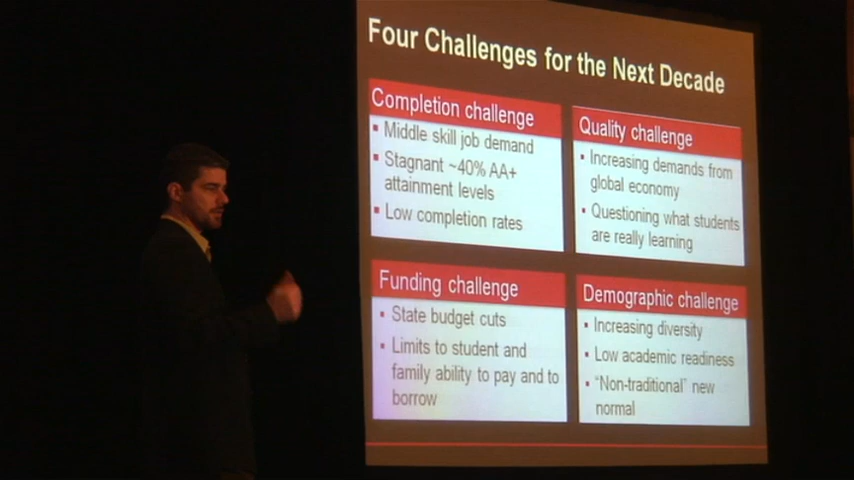 Four Challenges for the Next Decade
Completion challenge
▪ Middle skill job demand
▪ Stagnant ~40% AA+
attainment levels
▪ Low completion rates
Quality challenge
▪ Increasing demands from
global economy
▪ Questioning what students
are really learning
Funding challenge
▪ State budget cuts
▪ Limits to student and
family ability to pay and to
borrow
Demographic challenge
▪ Increasing diversity
▪ Low academic readiness
▪ “Non-traditional” new
normal